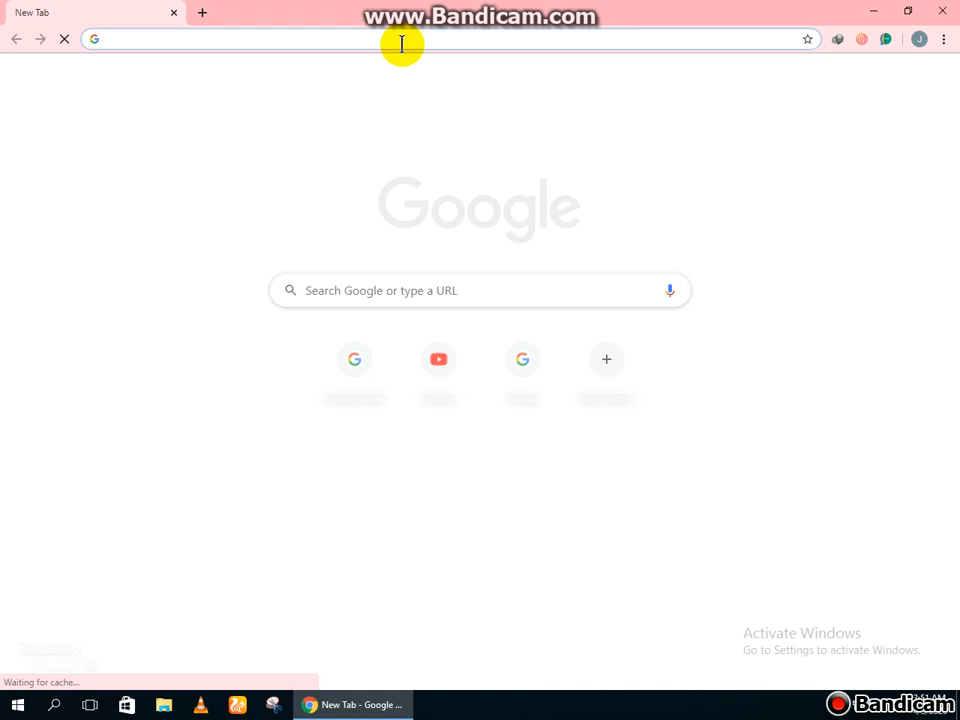 New Tab
www.Bandicam.com
J
Google
Search Google or type a URL
Activate Windows
Go to Settings to activate Windows.
Waiting for cache...
New Tab - Google ...
Bandicam